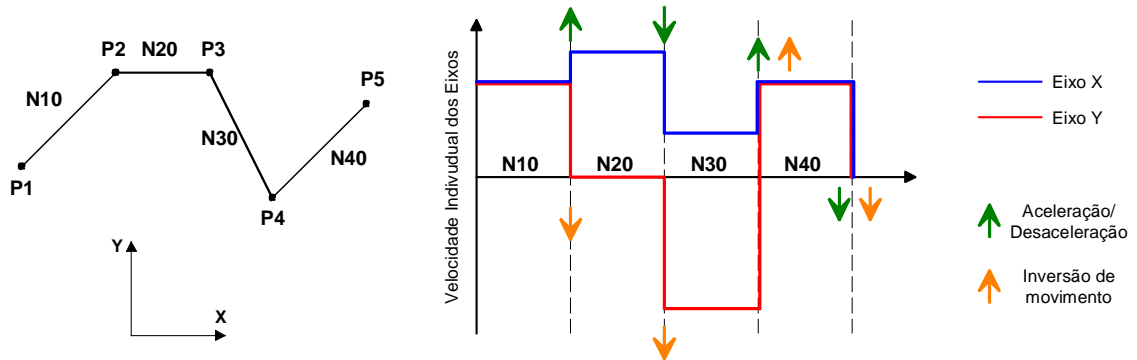 P2
N20
P3
P5
N10
N30
N40
P1
P4
Y
X
Velocidade Indivudual dos Eixos
N10
N20
N30
N40
Eixo X
Eixo Y
Aceleração/
Desaceleração
Inversão de
movimento